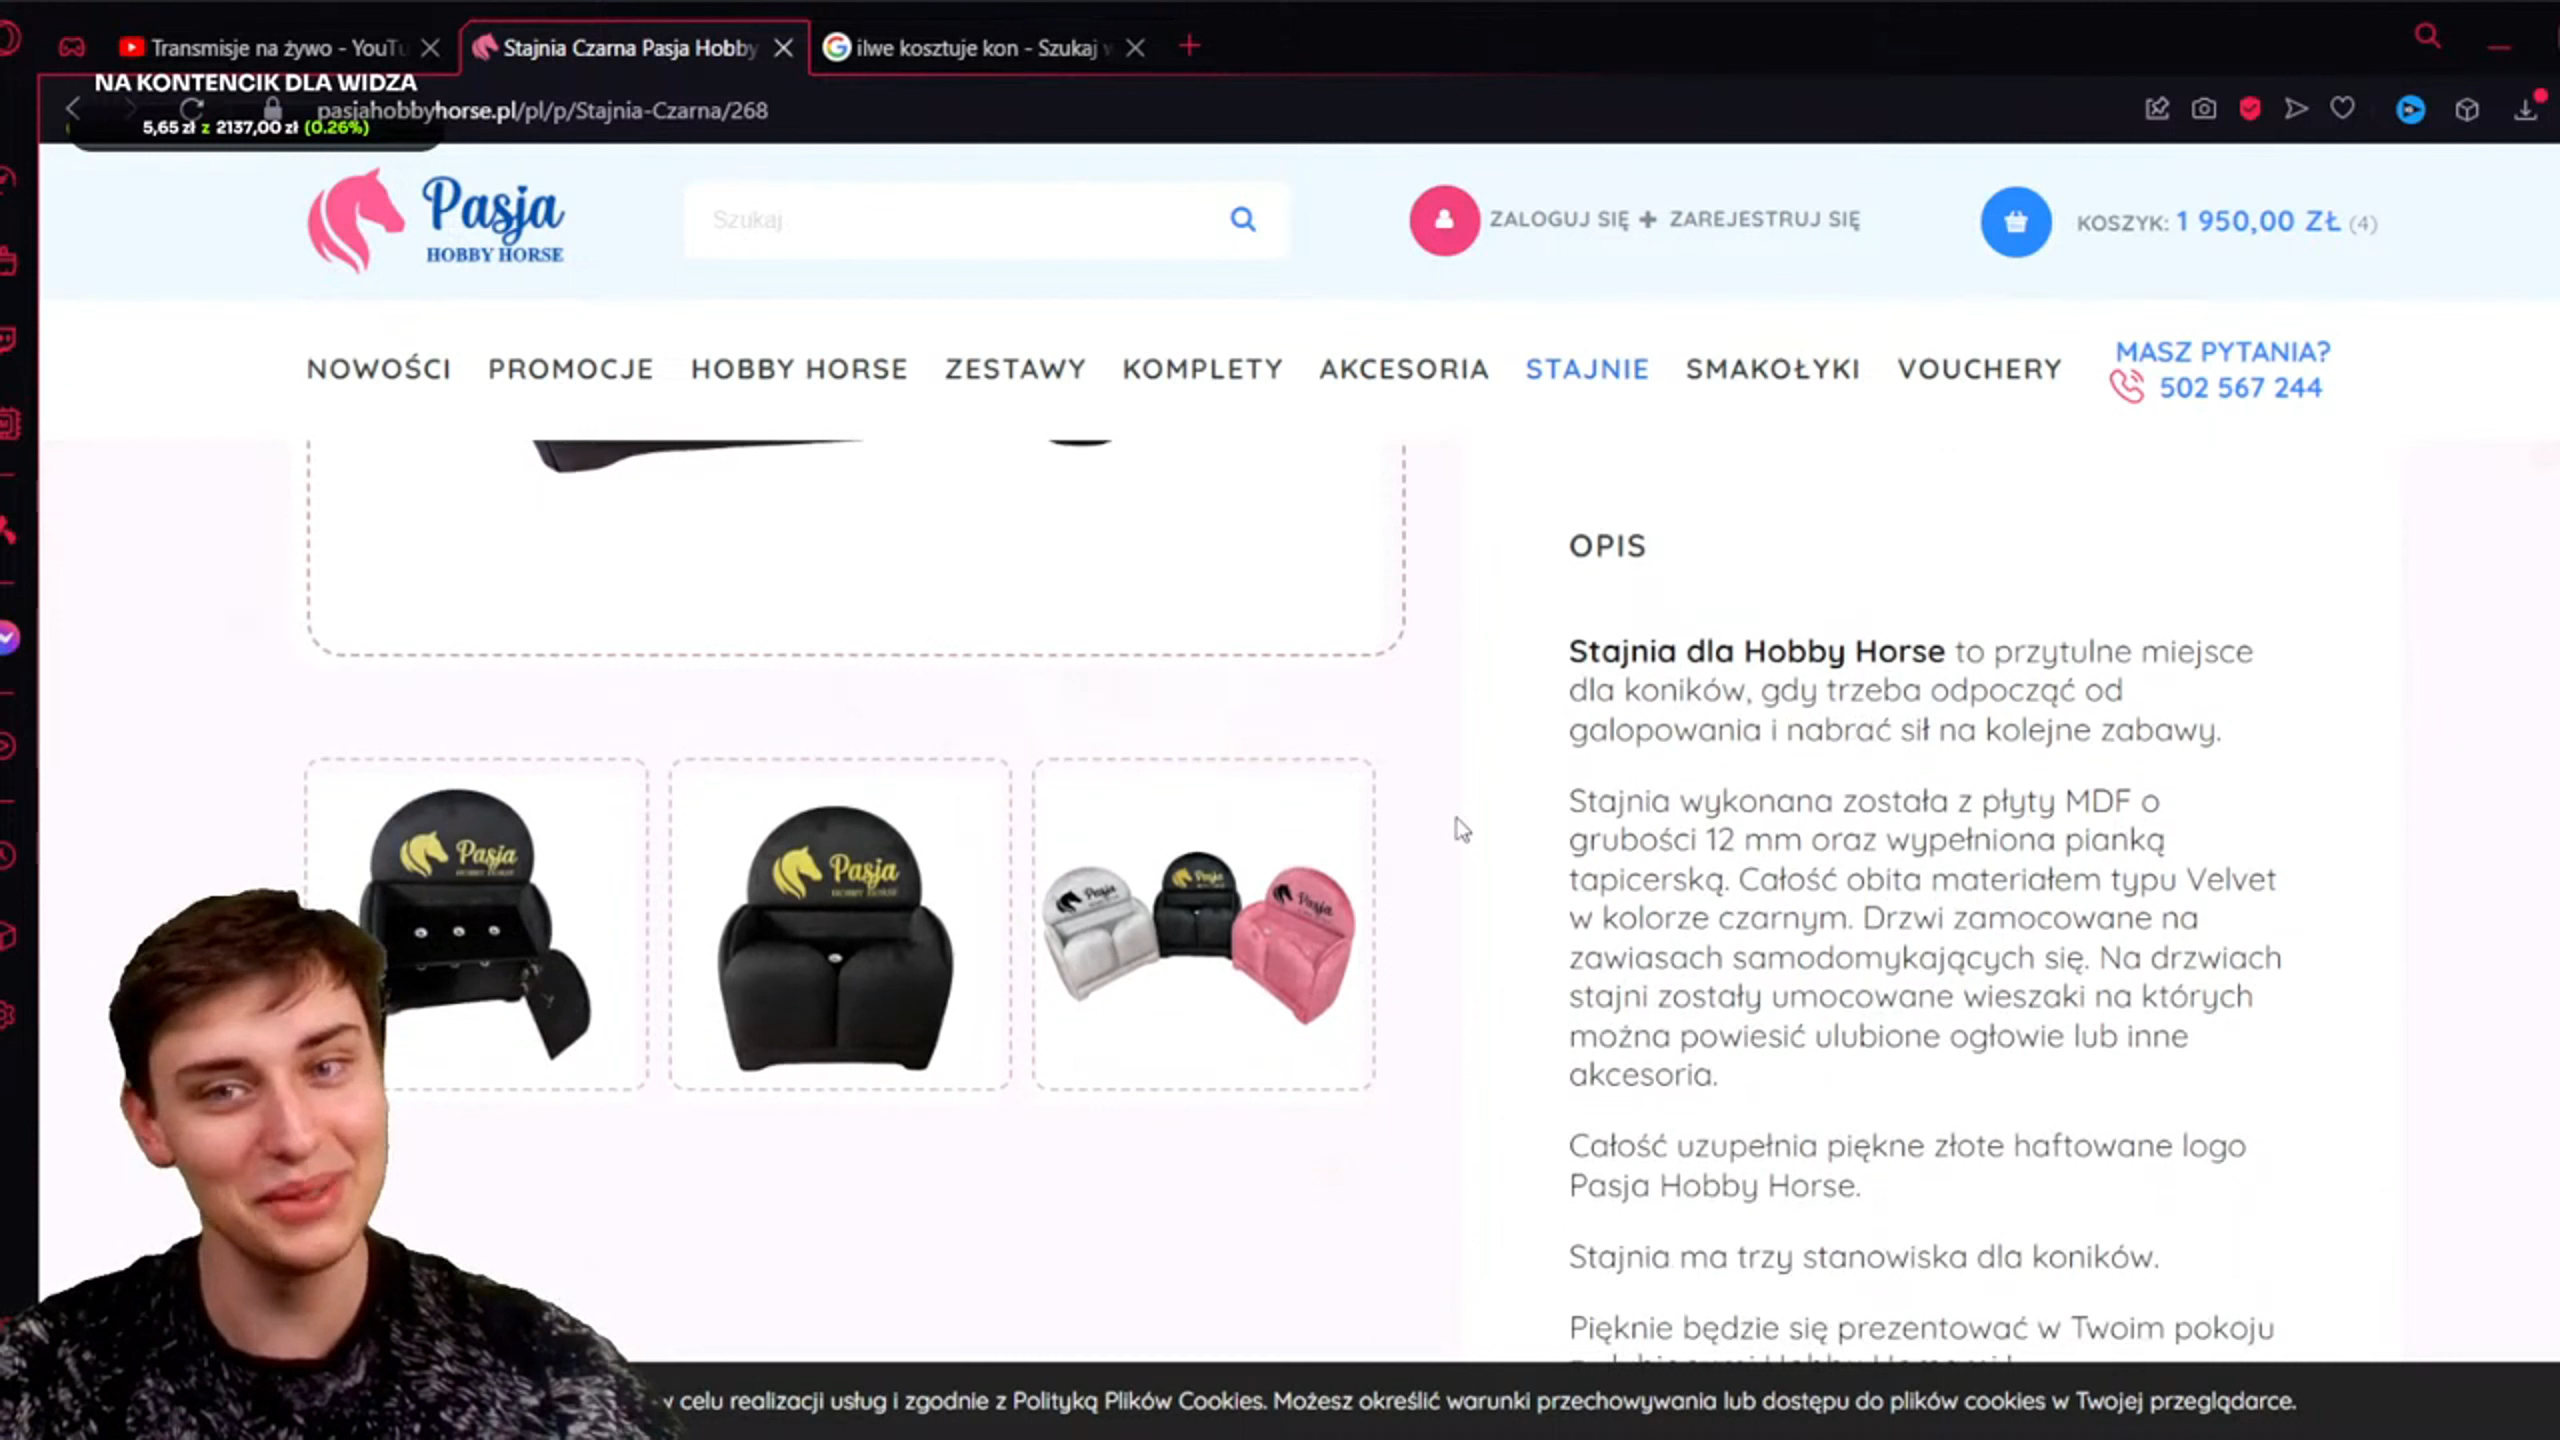 Transmisje na żywo - YouTu
Stajnia Czarna Pasja Hobby
ilwe kosztuje kon - Szukaj w
NA KONTENCIK DLA WIDZA
pasjahobbyhorse.pl/pl/p/Stajnia-Czarna/268
5,65 zł z 2137,00 zł (0.26%)
Pasja
HOBBY HORSE
Szukaj
ZALOGUJ SIĘ + ZAREJESTRUJ SIĘ
KOSZYK: 1 950,00 ZŁ (4)
NOWOŚCI PROMOCJE HOBBY HORSE ZESTAWY KOMPLETY AKCESORIA STAJNIE SMAKOŁYKI VOUCHERY
MASZ PYTANIA?
502 567 244
OPIS
Stajnia dla Hobby Horse to przytulne miejsce
dla koników, gdy trzeba odpocząć od
galopowania i nabrać sił na kolejne zabawy.
Stajnia wykonana została z płyty MDF o
grubości 12 mm oraz wypełniona pianką
tapicerską. Całość obita materiałem typu Velvet
w kolorze czarnym. Drzwi zamocowane na
zawiasach samodomykających się. Na drzwiach
stajni zostały umocowane wieszaki na których
można powiesić ulubione ogłowie lub inne
akcesoria.
Całość uzupełnia piękne złote haftowane logo
Pasja Hobby Horse.
Stajnia ma trzy stanowiska dla koników.
Pięknie będzie się prezentować w Twoim pokoju
Pasja
HOBBY HORSE
Pasja
HOBBY HORSE
Pasja
Pasja
Pasja
w celu realizacji usług i zgodnie z Polityką Plików Cookies. Możesz określić warunki przechowywania lub dostępu do plików cookies w Twojej przeglądarce.